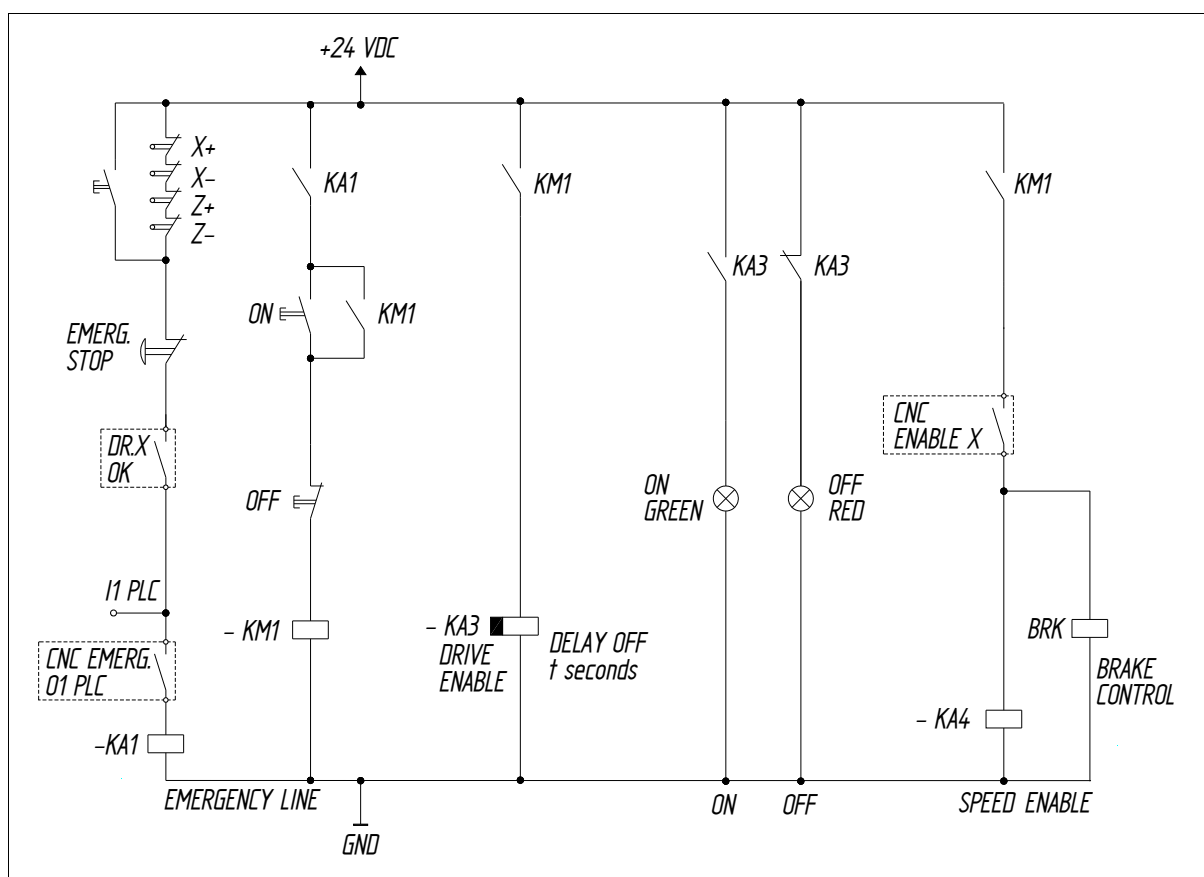 +24 VDC
X+
X-
Z+
Z-
KA1
KM1
KM1
KA3
KA3
ON
KM1
EMERG.
STOP
CNC
ENABLE X
DR.X
OK
OFF
ON
GREEN
OFF
RED
I1 PLC
- KM1
- KA3
DRIVE
ENABLE
DELAY OFF
t seconds
BRK
BRAKE
CONTROL
CNC EMERG.
O1 PLC
- KA4
-KA1
EMERGENCY LINE
ON
OFF
SPEED ENABLE
GND